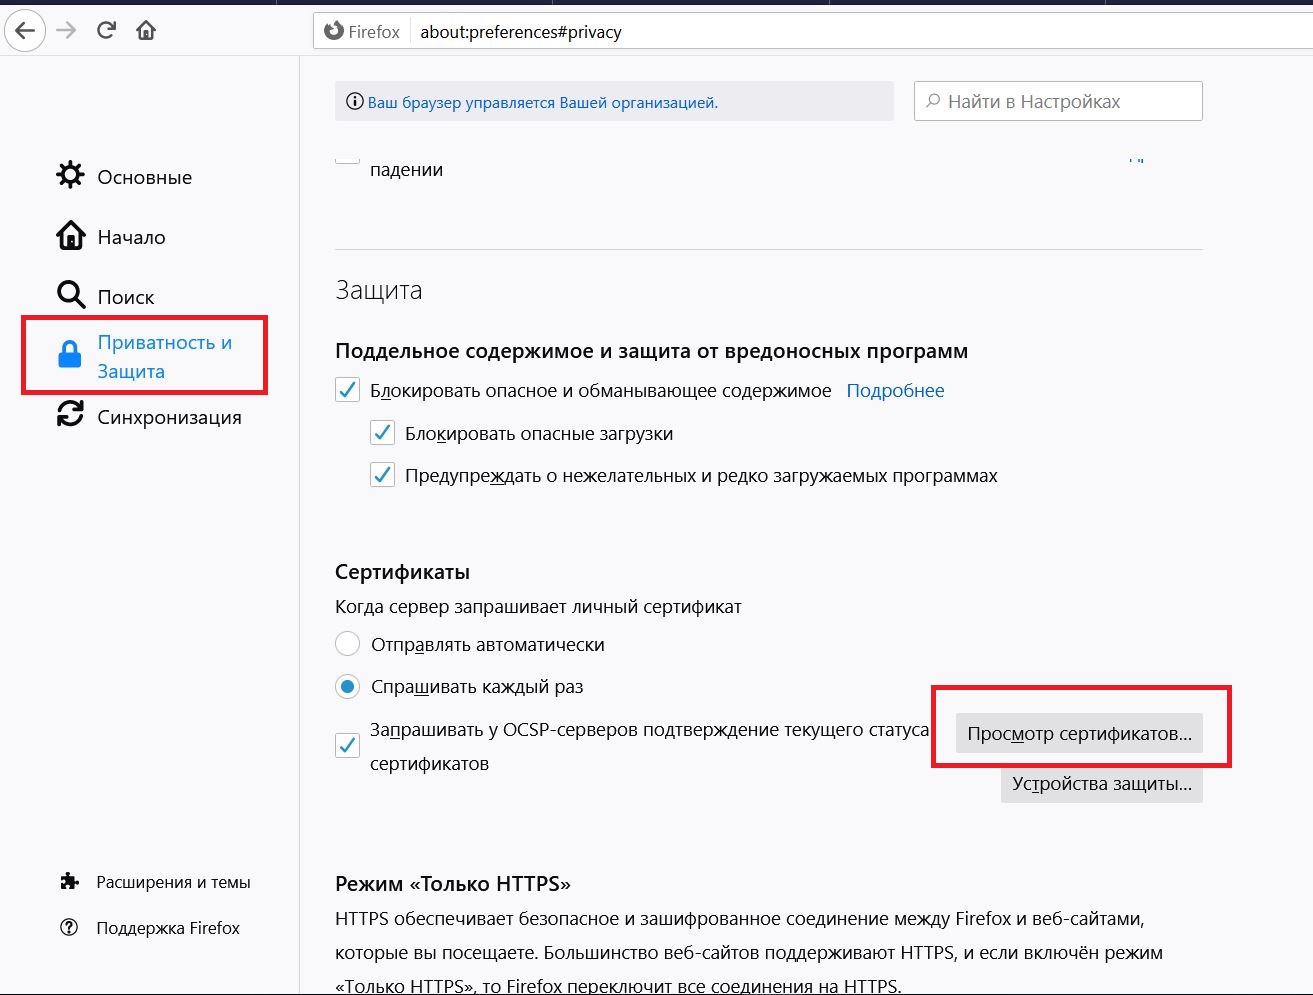 Firefox
about:preferences#privacy
Ваш браузер управляется Вашей организацией.
Найти в Настройках
падении
Основные
Начало
Поиск
Приватность и
Защита
Синхронизация
Расширения и темы
Поддержка Firefox
Защита
Поддельное содержимое и защита от вредоносных программ
Блокировать опасное и обманывающее содержимое Подробнее
Блокировать опасные загрузки
Предупреждать о нежелательных и редко загружаемых программах
Сертификаты
Когда сервер запрашивает личный сертификат
Отправлять автоматически
Спрашивать каждый раз
Запрашивать у OCSP-серверов подтверждение текущего статуса
сертификатов
Просмотр сертификатов...
Устройства защиты...
Режим «Только HTTPS»
HTTPS обеспечивает безопасное и зашифрованное соединение между Firefox и веб-сайтами,
которые вы посещаете. Большинство веб-сайтов поддерживают HTTPS, и если включён режим
«Только HTTPS», то Firefox переключит все соединения на HTTPS.